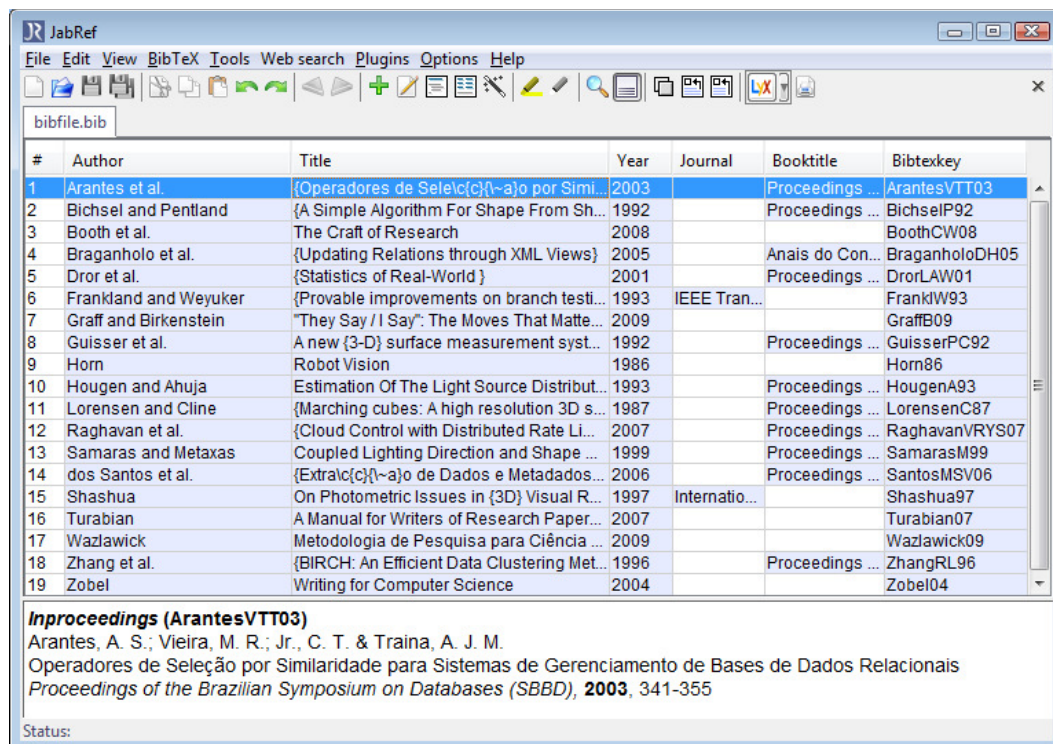 JabRef
File Edit View BibTeX Tools Web search Plugins Options Help
LyX
bibfile.bib
# Author Title Year Journal Booktitle Bibtexkey
1 Arantes et al. {Operadores de Sele\c{c}{\~a}o por Simi... 2003 Proceedings ... ArantesVTT03
2 Bichsel and Pentland {A Simple Algorithm For Shape From Sh... 1992 Proceedings ... BichselP92
3 Booth et al. The Craft of Research 2008 BoothCW08
4 Braganholo et al. {Updating Relations through XML Views} 2005 Anais do Con... BraganholoDH05
5 Dror et al. {Statistics of Real-World } 2001 Proceedings ... DrorLAW01
6 Frankland and Weyuker {Provable improvements on branch testi... 1993 IEEE Tran... FranklW93
7 Graff and Birkenstein "They Say / I Say": The Moves That Matte... 2009 GraffB09
8 Guisser et al. A new {3-D} surface measurement syst... 1992 Proceedings ... GuisserPC92
9 Horn Robot Vision 1986 Horn86
10 Hougen and Ahuja Estimation Of The Light Source Distribut... 1993 Proceedings ... HougenA93
11 Lorensen and Cline {Marching cubes: A high resolution 3D s... 1987 Proceedings ... LorensenC87
12 Raghavan et al. {Cloud Control with Distributed Rate Li... 2007 Proceedings ... RaghavanVRYS07
13 Samaras and Metaxas Coupled Lighting Direction and Shape ... 1999 Proceedings ... SamarasM99
14 dos Santos et al. {Extra\c{c}{\~a}o de Dados e Metadados... 2006 Proceedings ... SantosMSV06
15 Shashua On Photometric Issues in {3D} Visual R... 1997 Internatio... Shashua97
16 Turabian A Manual for Writers of Research Paper... 2007 Turabian07
17 Wazlawick Metodologia de Pesquisa para Ciência ... 2009 Wazlawick09
18 Zhang et al. {BIRCH: An Efficient Data Clustering Met... 1996 Proceedings ... ZhangRL96
19 Zobel Writing for Computer Science 2004 Zobel04
Inproceedings (ArantesVTT03)
Arantes, A. S.; Vieira, M. R.; Jr., C. T. & Traina, A. J. M.
Operadores de Seleção por Similaridade para Sistemas de Gerenciamento de Bases de Dados Relacionais
Proceedings of the Brazilian Symposium on Databases (SBBD), 2003, 341-355
Status: